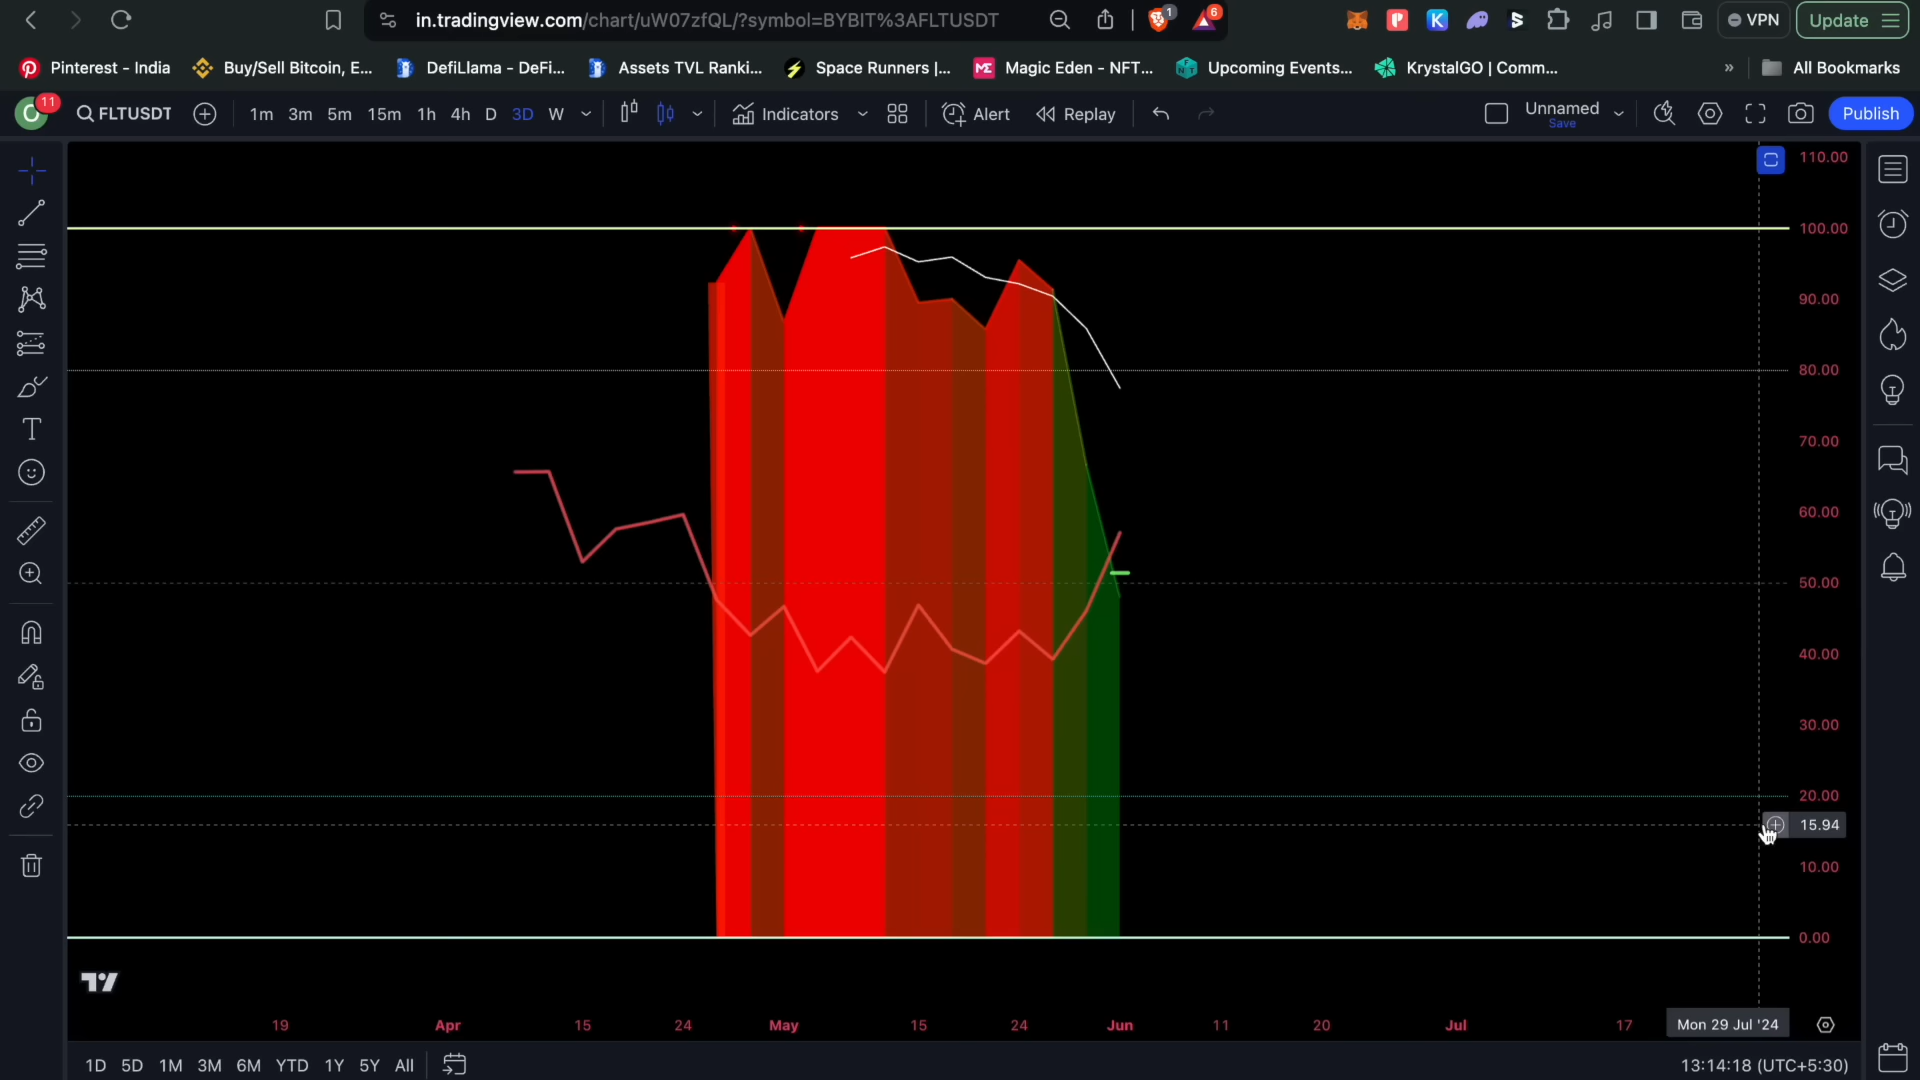 in.tradingview.com/chart/uW07zfQL/?symbol=BYBIT%3AFLTUSDT
1
6
VPN
Update
Pinterest - India
Buy/Sell Bitcoin, E...
DefiLlama - DeFi...
Assets TVL Ranki...
Space Runners |...
ME
Magic Eden - NFT...
Upcoming Events...
KrystalGO | Comm...
»
All Bookmarks
O
11
FLTUSDT
1m 3m 5m 15m 1h 4h D 3D W
Indicators
Alert
Replay
Unnamed
Save
Publish
110.00
100.00
90.00
80.00
70.00
60.00
50.00
40.00
30.00
20.00
15.94
10.00
0.00
19 Apr 15 24 May 15 24 Jun 11 20 Jul 17
Mon 29 Jul '24
1D 5D 1M 3M 6M YTD 1Y 5Y All
13:14:18 (UTC+5:30)